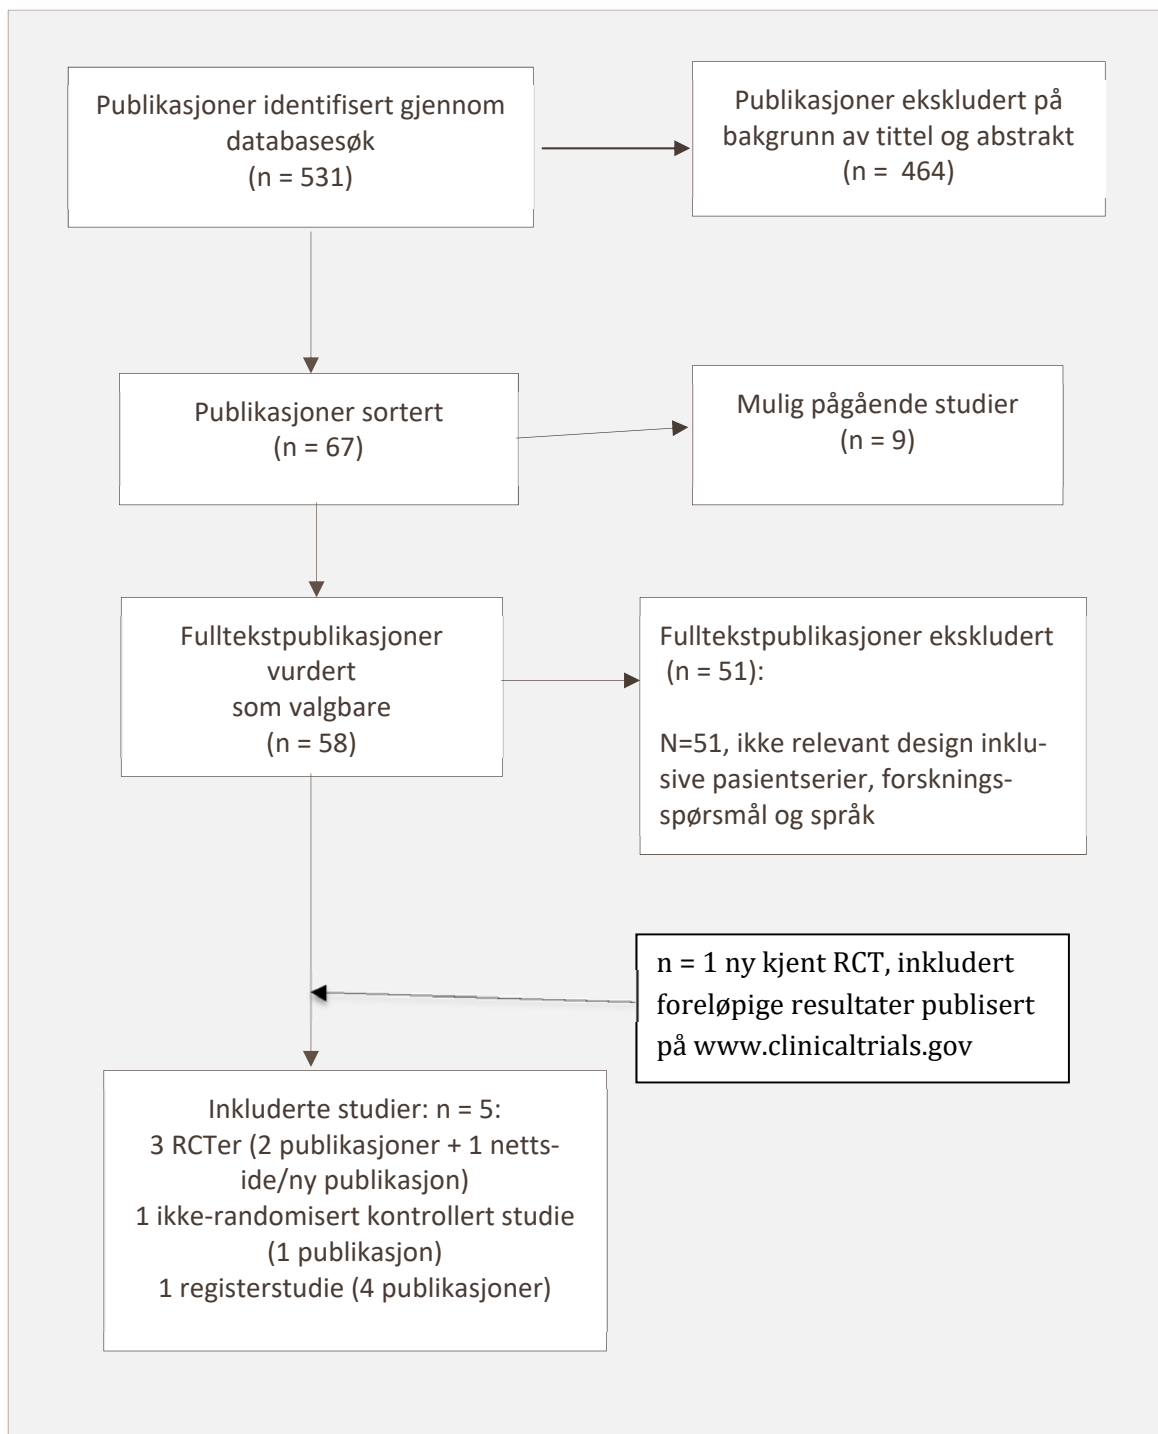 Publikasjoner identifisert gjennom
databasesøk
(n = 531)
Publikasjoner ekskludert på
bakgrunn av tittel og abstrakt
(n = 464)
Publikasjoner sortert
(n = 67)
Mulig pågående studier
(n = 9)
Fulltekstpublikasjoner
vurdert
som valgbare
(n = 58)
Fulltekstpublikasjoner ekskludert
(n = 51):
N=51, ikke relevant design inklu-
sive pasientserier, forsknings-
spørsmål og språk
n = 1 ny kjent RCT, inkludert
foreløpige resultater publisert
på www.clinicaltrials.gov
Inkluderte studier: n = 5:
3 RCTer (2 publikasjoner + 1 netts-
ide/ny publikasjon)
1 ikke-randomisert kontrollert studie
(1 publikasjon)
1 registerstudie (4 publikasjoner)